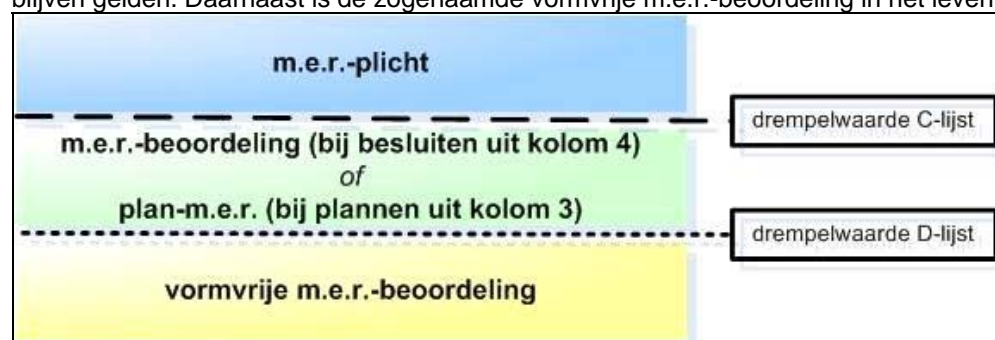 blijven gelden. Daarnaast is de zogenaamde vormvrije m.e.r.-beoordeling in het leven
m.e.r.-plicht
drempelwaarde C-lijst
m.e.r.-beoordeling (bij besluiten uit kolom 4)
of
plan-m.e.r. (bij plannen uit kolom 3)
drempelwaarde D-lijst
vormvrije m.e.r.-beoordeling